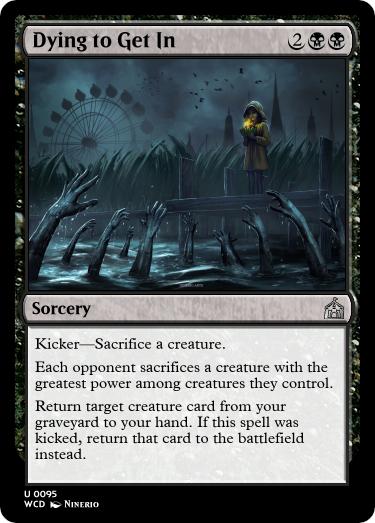 Dying to Get In 2
Sorcery
Kicker—Sacrifice a creature.
Each opponent sacrifices a creature with the
greatest power among creatures they control.
Return target creature card from your
graveyard to your hand. If this spell was
kicked, return that card to the battlefield
instead.
U 0095
WCD Ninerio